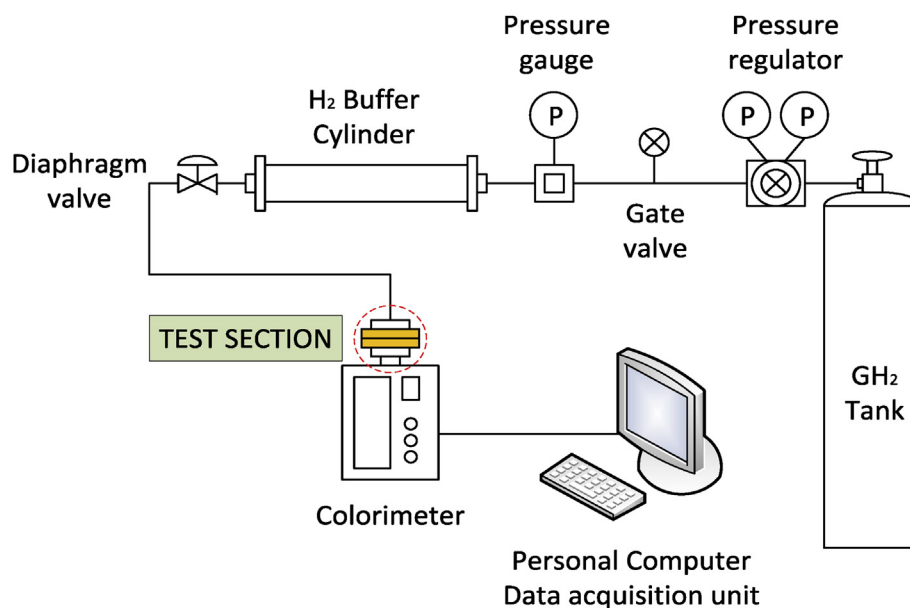 Pressure
gauge
Pressure
regulator
H₂ Buffer
Cylinder
P
P
P
Diaphragm
valve
Gate
valve
TEST SECTION
GH₂
Tank
Colorimeter
Personal Computer
Data acquisition unit